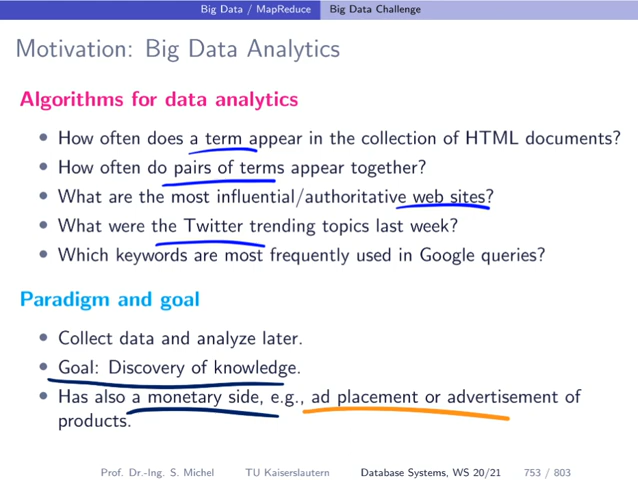 Big Data / MapReduce Big Data Challenge
Motivation: Big Data Analytics
Algorithms for data analytics
• How often does a term appear in the collection of HTML documents?
• How often do pairs of terms appear together?
• What are the most influential/authoritative web sites?
• What were the Twitter trending topics last week?
• Which keywords are most frequently used in Google queries?
Paradigm and goal
• Collect data and analyze later.
• Goal: Discovery of knowledge.
• Has also a monetary side, e.g., ad placement or advertisement of
products.
Prof. Dr.-Ing. S. Michel TU Kaiserslautern Database Systems, WS 20/21 753 / 803